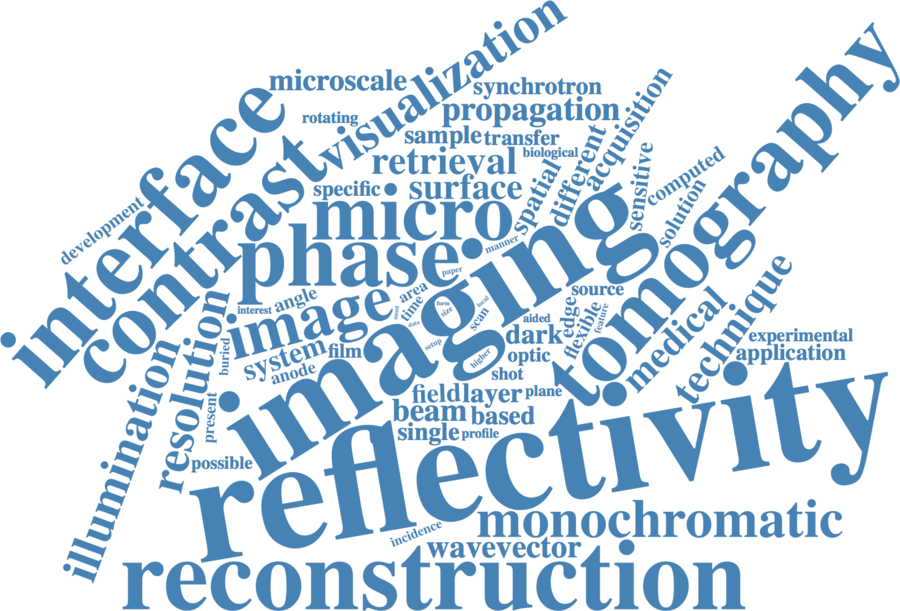 visualization
microscale
synchrotron
rotating
propagation
interface
contrast
sample
transfer
retrieval
biological
different
acquisition
tomography
specific
surface
spatial
sensitive
computed
development
micro
solution
phase
manner
imaging
paper
interest
angle
area
time
form
size
local
scan
source
image
most
data
edge
flexible
feature
medical
technique
illumination
resolution
buried
system
film
anode
setup
higher
aided
dark
optic
shot
experimental
application
present
field
layer
plane
beam
based
single
profile
possible
reflectivity
incidence
monochromatic
wavevector
reconstruction